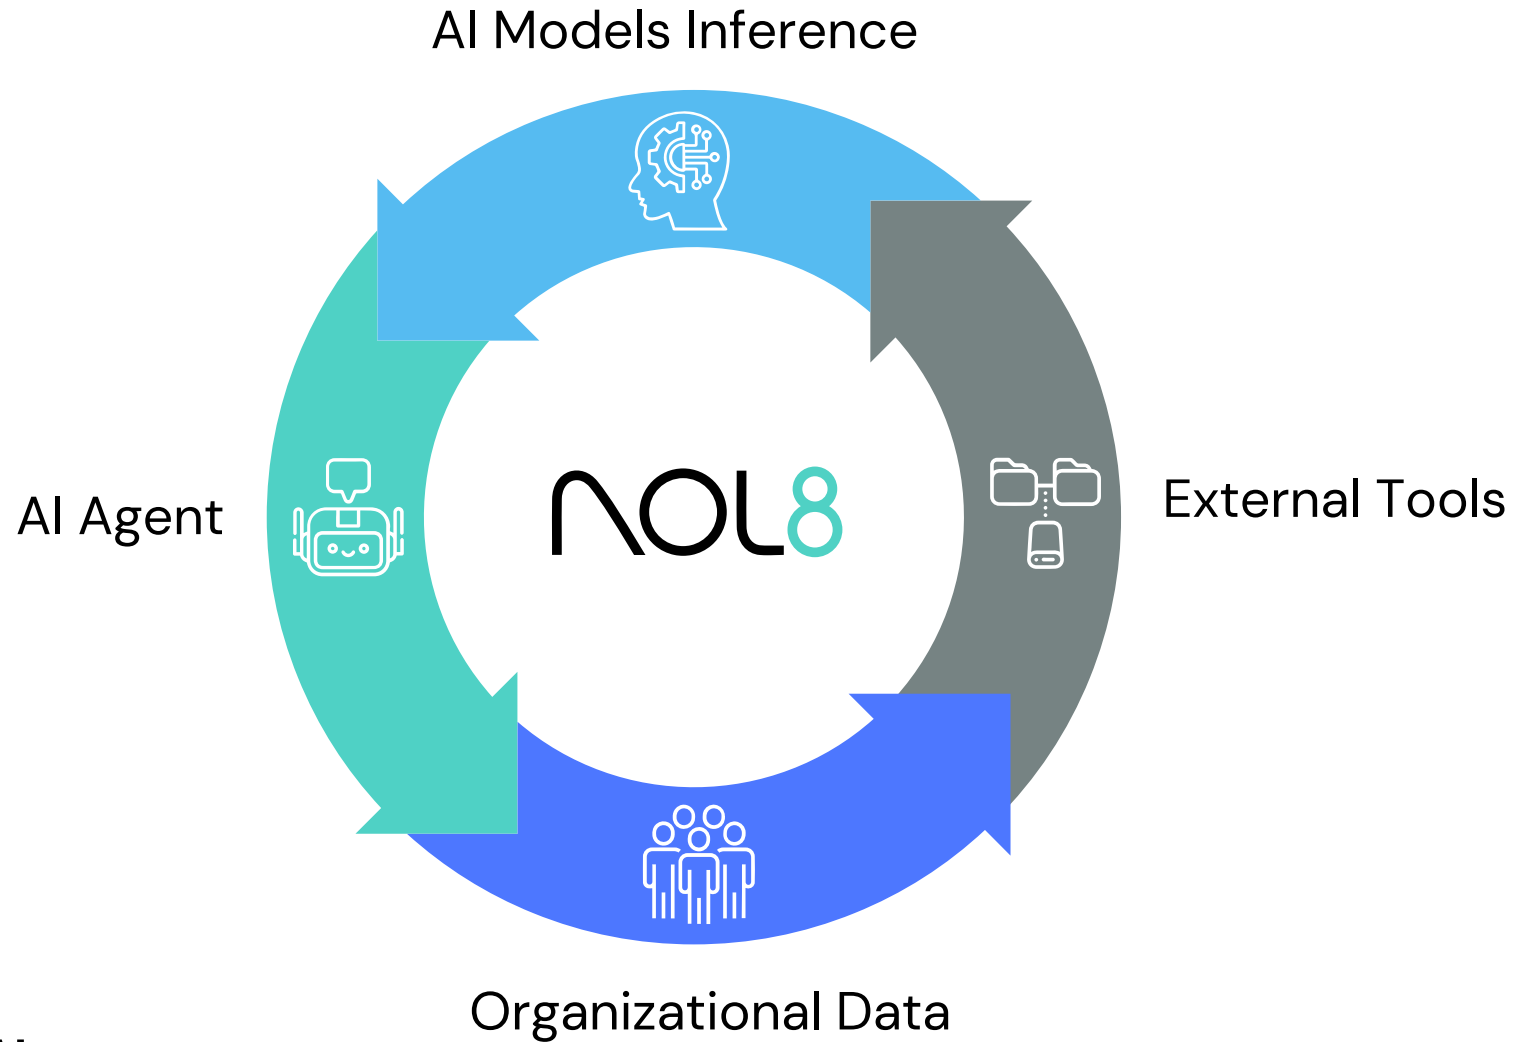 AI Models Inference
AI Agent
NOL8
External Tools
Organizational Data